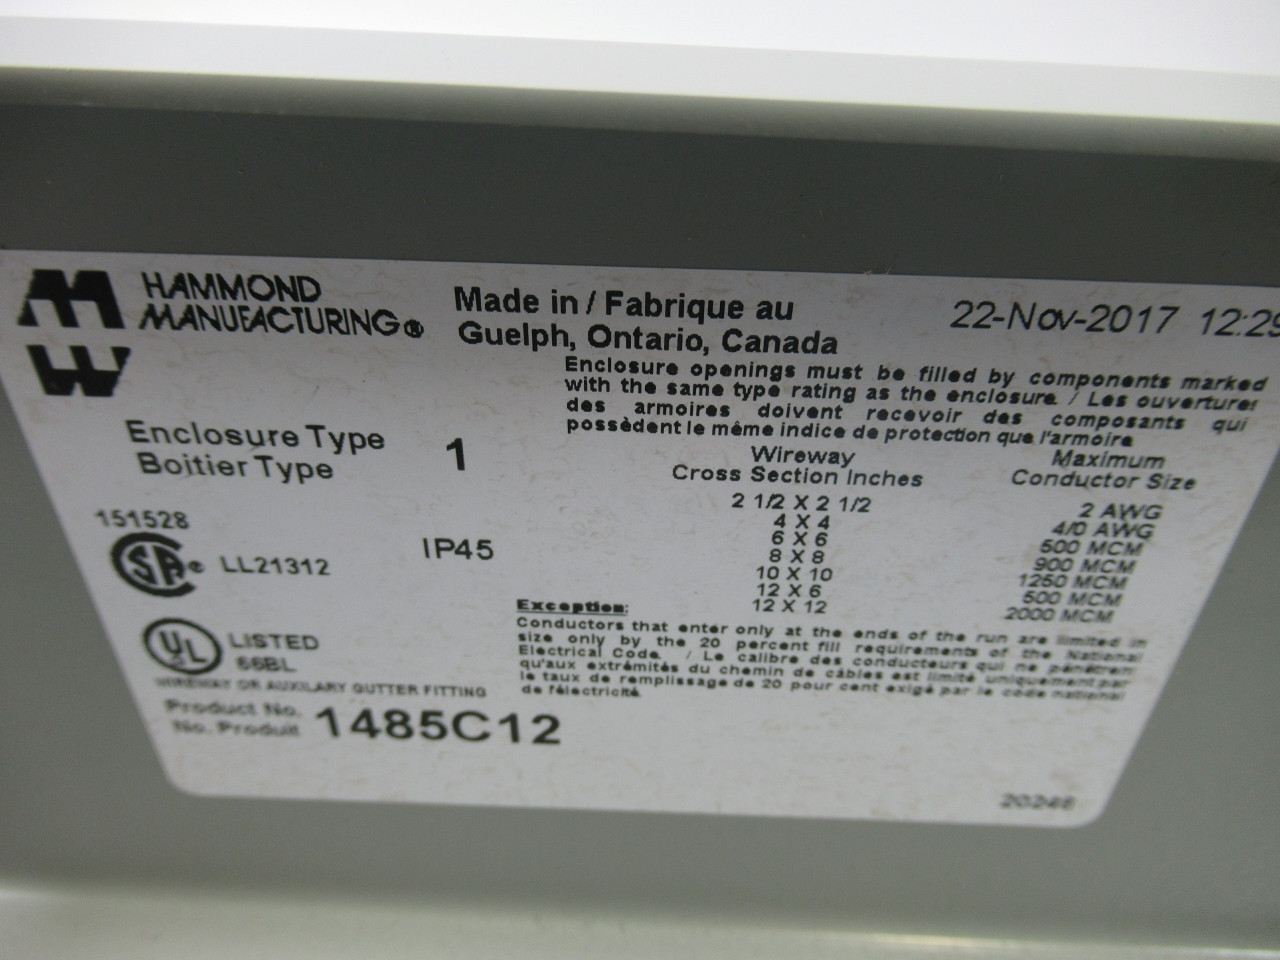 HAMMOND
MANUFACTURING®
Made in / Fabrique au
Guelph, Ontario, Canada
22-Nov-2017 12:29
Enclosure openings must be filled by components marked
with the same type rating as the enclosure. / Les ouvertures
des armoires doivent recevoir des composants qui
possèdent le même indice de protection que l'armoire
Enclosure Type
Boitier Type
1
Wireway
Cross Section Inches
Maximum
Conductor Size
2 1/2 X 2 1/2 2 AWG
4 X 4 4/0 AWG
6 X 6 500 MCM
8 X 8 900 MCM
10 X 10 1250 MCM
12 X 6 500 MCM
12 X 12 2000 MCM
151528
CSA® LL21312
IP45
UL LISTED
66BL
WIREWAY OR AUXILARY GUTTER FITTING
Exception:
Conductors that enter only at the ends of the run are limited in
size only by the 20 percent fill requirements of the National
Electrical Code. / Le calibre des conducteurs qui ne pénètrent
qu'aux extrémités du chemin de câbles est limité uniquement par
le taux de remplissage de 20 pour cent exigé par le code national
de l'électricité.
Product No.
No. Produit
1485C12